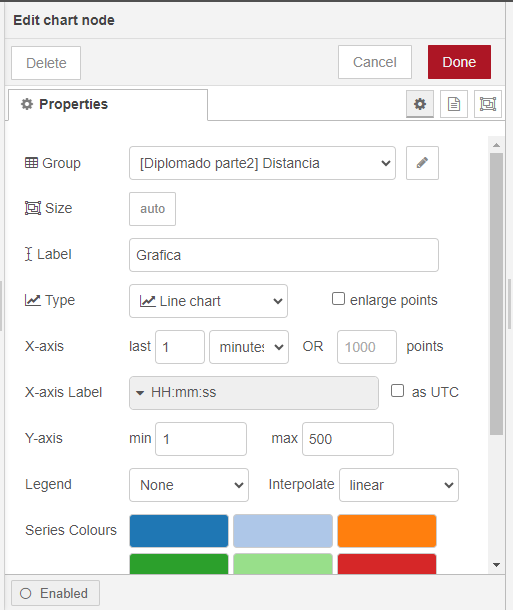 Edit chart node
Delete Cancel Done
Properties
Group [Diplomado parte2] Distancia
Size auto
Label Grafica
Type Line chart enlarge points
X-axis last 1 minutes OR 1000 points
X-axis Label HH:mm:ss as UTC
Y-axis min 1 max 500
Legend None Interpolate linear
Series Colours
Enabled